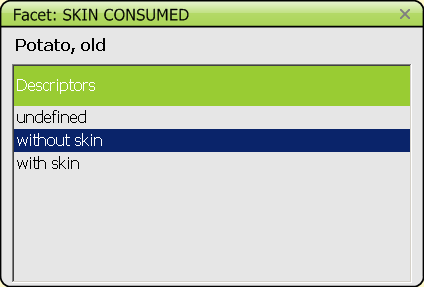 Facet: SKIN CONSUMED
Potato, old
Descriptors
undefined
without skin
with skin